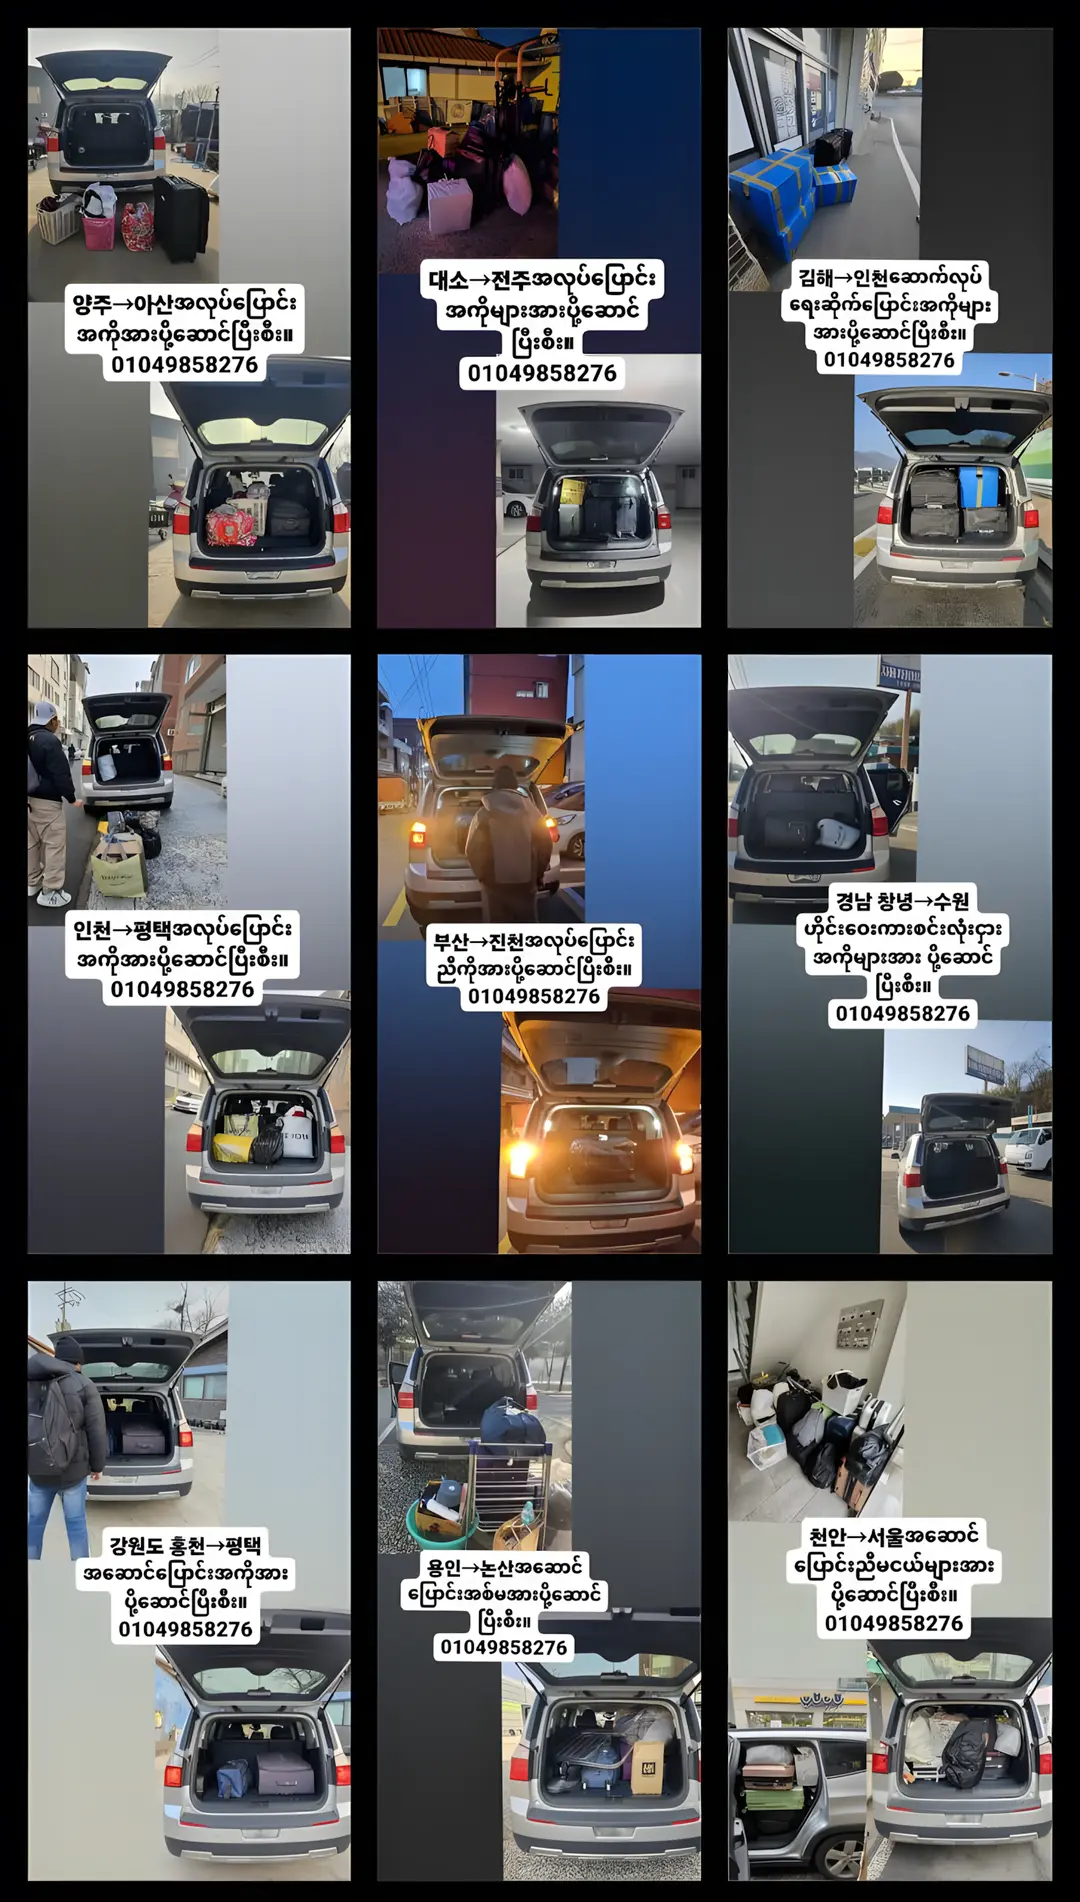 양주→아산အလုပ်ပြောင်း
အကိုအားပို့ဆောင်ပြီးစီး။
01049858276
대소→전주အလုပ်ပြောင်း
အကိုများအားပို့ဆောင်
ပြီးစီး။
01049858276
김해→인천ဆောက်လုပ်
ရေးဆိုက်ပြောင်းအကိုများ
အားပို့ဆောင်ပြီးစီး။
01049858276
인천→평택အလုပ်ပြောင်း
အကိုအားပို့ဆောင်ပြီးစီး။
01049858276
부산→진천အလုပ်ပြောင်း
ညီကိုအားပို့ဆောင်ပြီးစီး။
01049858276
경남 창녕→수원
ဟိုင်းဝေးကားစင်းလုံးငှား
အကိုများအား ပို့ဆောင်
ပြီးစီး။
01049858276
강원도 홍천→평택
အဆောင်ပြောင်းအကိုအား
ပို့ဆောင်ပြီးစီး။
01049858276
용인→논산အဆောင်
ပြောင်းအစ်မအားပို့ဆောင်
ပြီးစီး။
01049858276
천안→서울အဆောင်
ပြောင်းညီမငယ်များအား
ပို့ဆောင်ပြီးစီး။
01049858276